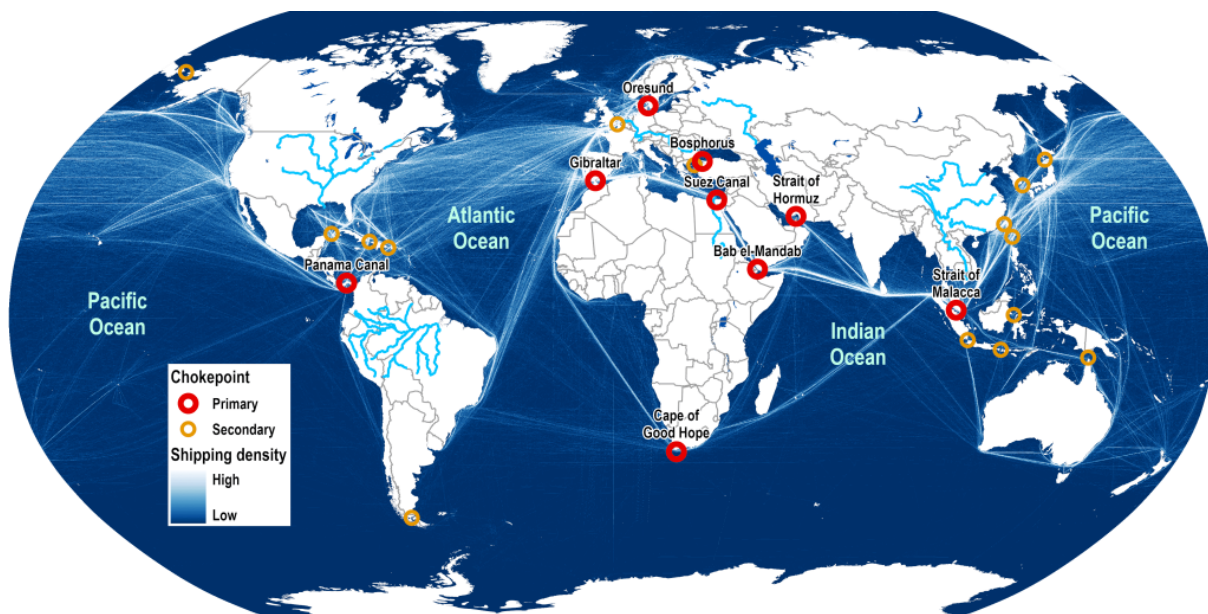 Oresund
Bosphorus
Gibraltar
Suez Canal
Strait of
Hormuz
Atlantic
Ocean
Pacific
Ocean
Bab el-Mandab
Panama Canal
Strait of
Malacca
Pacific
Ocean
Indian
Ocean
Chokepoint
Primary
Secondary
Shipping density
High
Low
Cape of
Good Hope